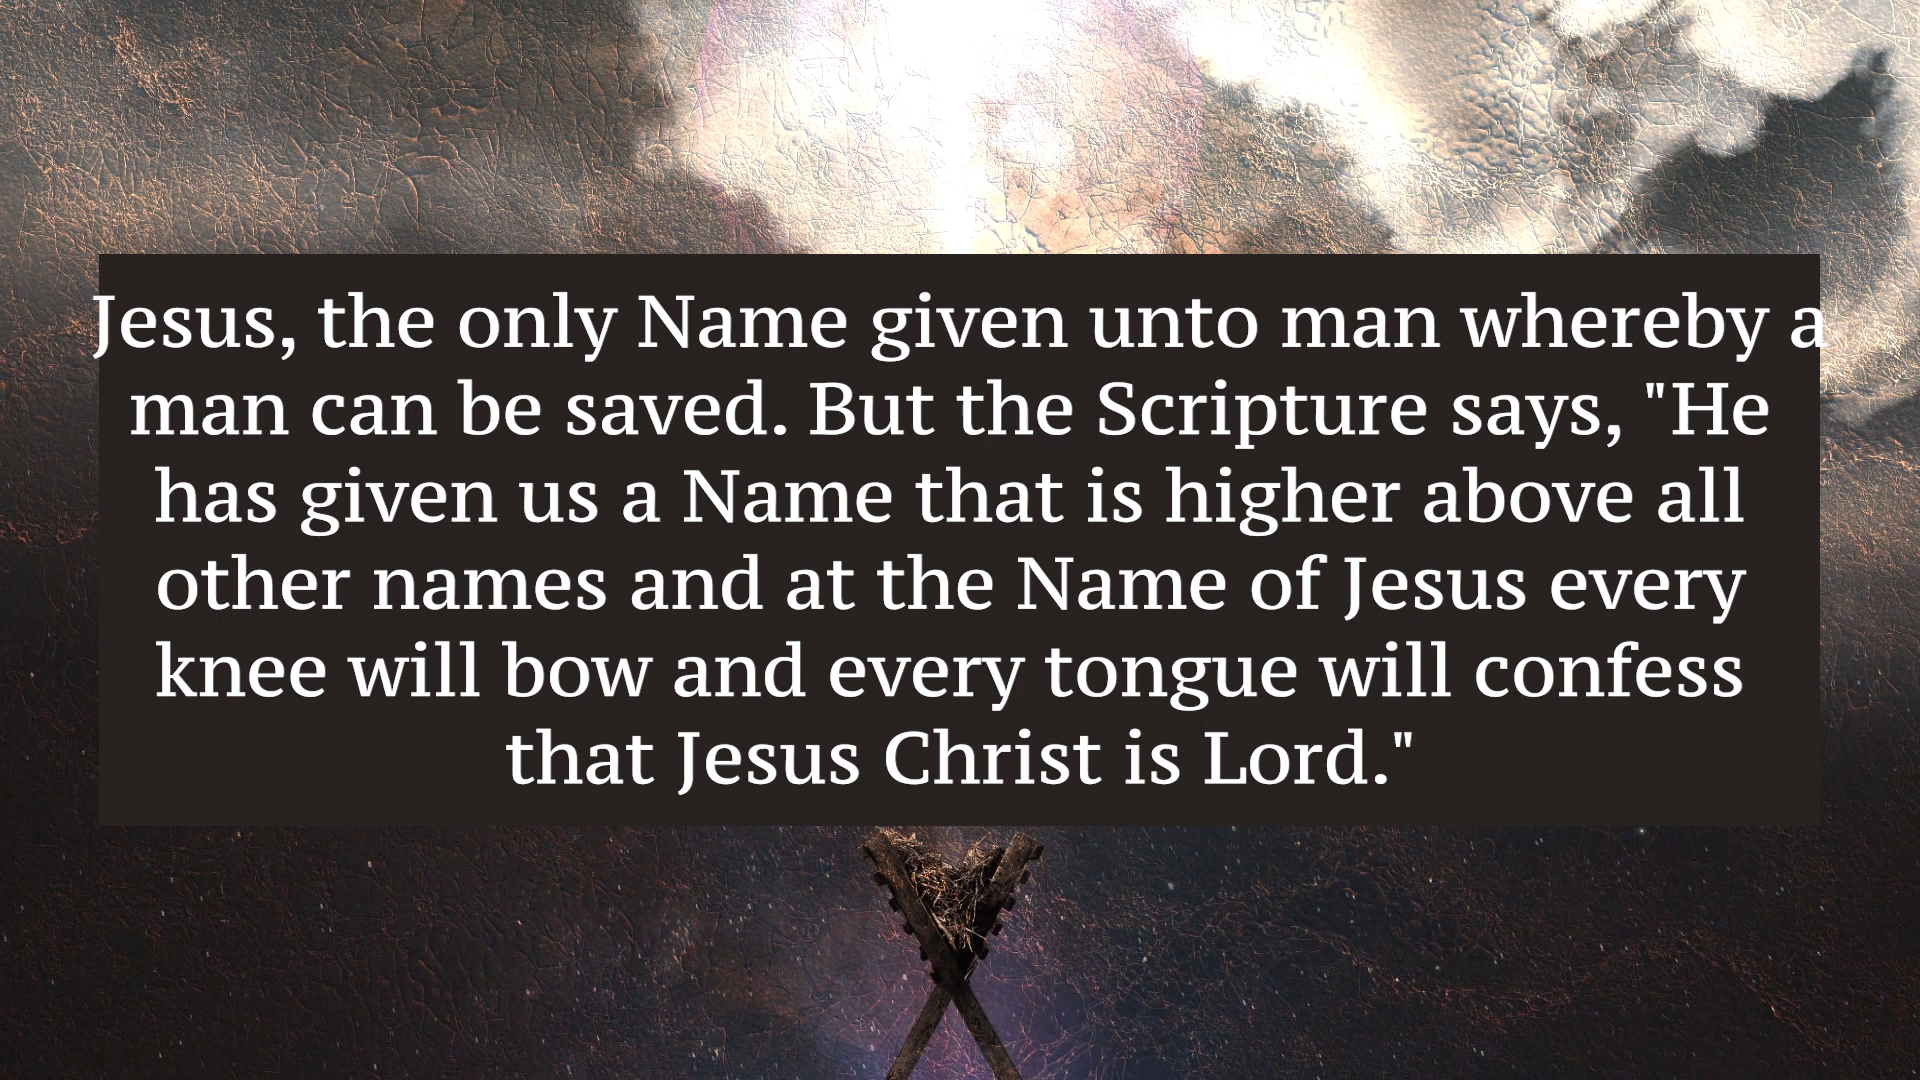 Jesus, the only Name given unto man whereby a
man can be saved. But the Scripture says, "He
has given us a Name that is higher above all
other names and at the Name of Jesus every
knee will bow and every tongue will confess
that Jesus Christ is Lord."